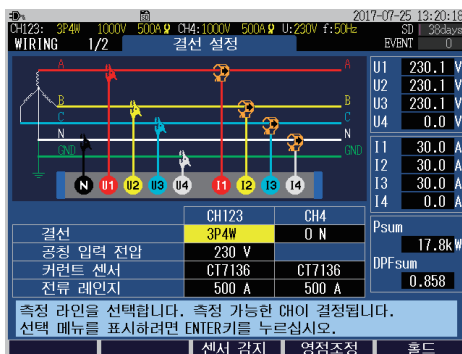 2017-07-25 13:20:18
CH123: 3P4W 1000V 500A CH4:1000V 500A U:230V f:50Hz SD 38days
WIRING 1/2 결선 설정 EVENT 0
A A
B B
C C
N N
GND GND
N U1 U2 U3 U4 I1 I2 I3 I4
U1 230.1 V
U2 230.1 V
U3 230.1 V
U4 0.0 V
I1 30.0 A
I2 30.0 A
I3 30.0 A
I4 0.0 A
Psum
17.8kW
DPFsum
0.858
CH123 CH4
결선 3P4W O N
공칭 입력 전압 230 V
커런트 센서 CT7136 CT7136
전류 레인지 500 A 500 A
측정 라인을 선택합니다. 측정 가능한 CH이 결정됩니다.
선택 메뉴를 표시하려면 ENTER키를 누르십시오.
센서 감지 영점조정 홀드